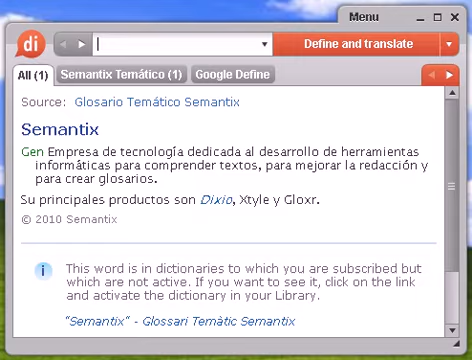 Menu
di
Define and translate
All (1)
Semantix Temático (1)
Google Define
Source: Glosario Temático Semantix
Semantix
Gen Empresa de tecnología dedicada al desarrollo de herramientas
informáticas para comprender textos, para mejorar la redacción y
para crear glosarios.
Su principales productos son Dixio, Xtyle y Gloxr.
© 2010 Semantix
i
This word is in dictionaries to which you are subscribed but
which are not active. If you want to see it, click on the link
and activate the dictionary in your Library.
"Semantix" - Glossari Temàtic Semantix